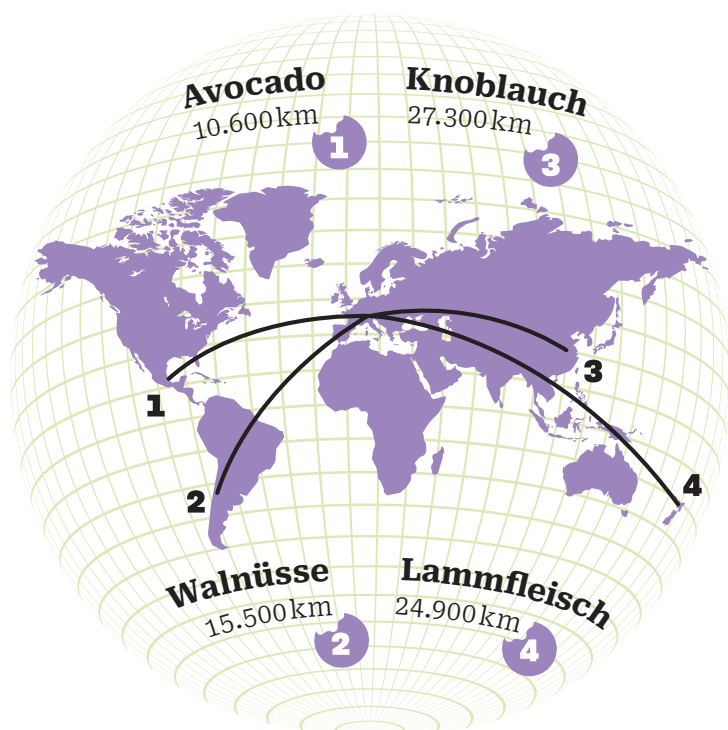 Avocado
10.600 km
1
Knoblauch
27.300 km
3
1
2
3
4
Walnüsse
15.500 km
2
Lammfleisch
24.900 km
4